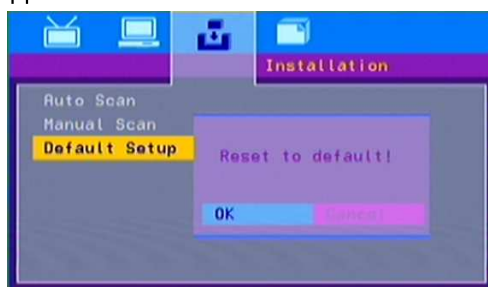 Installation
Auto Scan
Manual Scan
Default Setup
Reset to default!
OK
Cancel